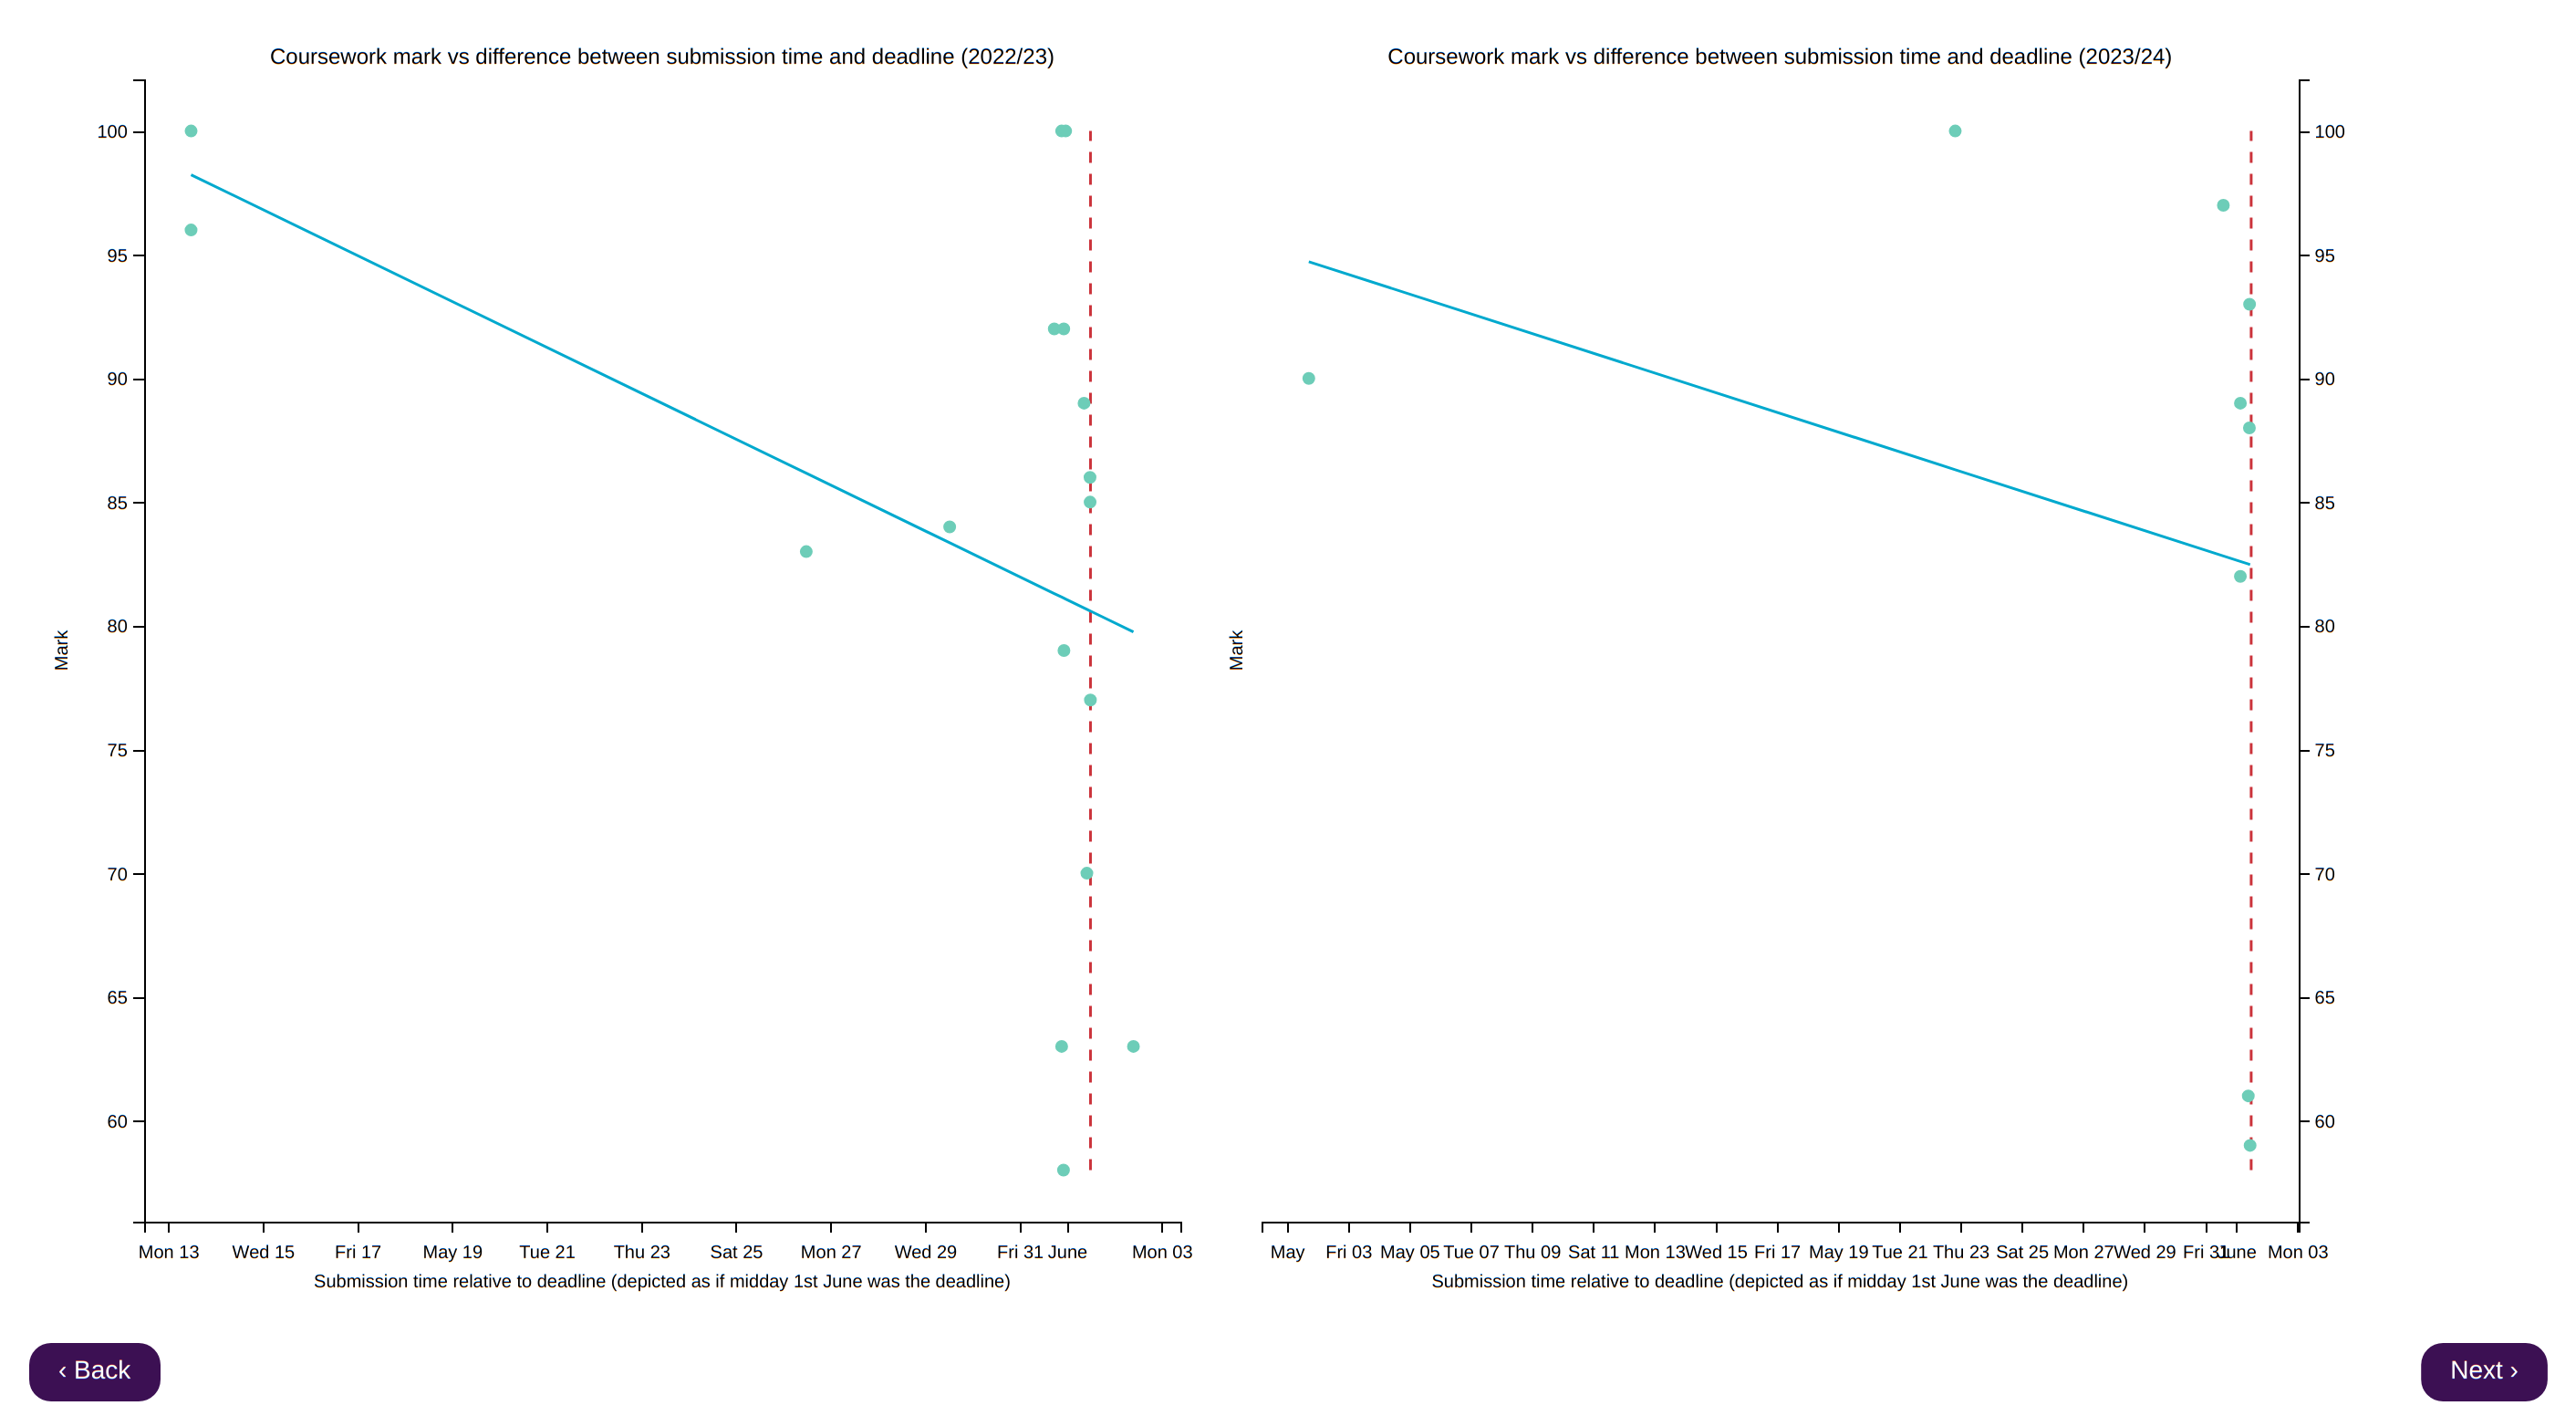 Coursework mark vs difference between submission time and deadline (2022/23)
100
95
90
85
80
75
70
65
60
Mark
Mon 13 Wed 15 Fri 17 May 19 Tue 21 Thu 23 Sat 25 Mon 27 Wed 29 Fri 31 June Mon 03
Submission time relative to deadline (depicted as if midday 1st June was the deadline)
Coursework mark vs difference between submission time and deadline (2023/24)
Mark
100
95
90
85
80
75
70
65
60
May Fri 03 May 05 Tue 07 Thu 09 Sat 11 Mon 13 Wed 15 Fri 17 May 19 Tue 21 Thu 23 Sat 25 Mon 27 Wed 29 Fri 31 June Mon 03
Submission time relative to deadline (depicted as if midday 1st June was the deadline)
‹ Back
Next ›